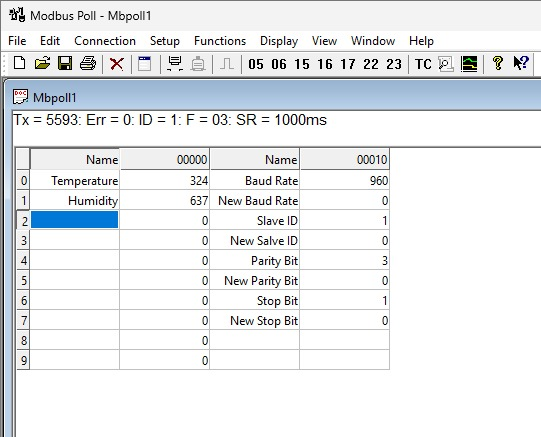 Modbus Poll - Mbpoll1
File Edit Connection Setup Functions Display View Window Help
05 06 15 16 17 22 23 TC
Mbpoll1
Tx = 5593: Err = 0: ID = 1: F = 03: SR = 1000ms
Name 00000 Name 00010
0 Temperature 324 Baud Rate 960
1 Humidity 637 New Baud Rate 0
2 0 Slave ID 1
3 0 New Salve ID 0
4 0 Parity Bit 3
5 0 New Parity Bit 0
6 0 Stop Bit 1
7 0 New Stop Bit 0
8 0
9 0